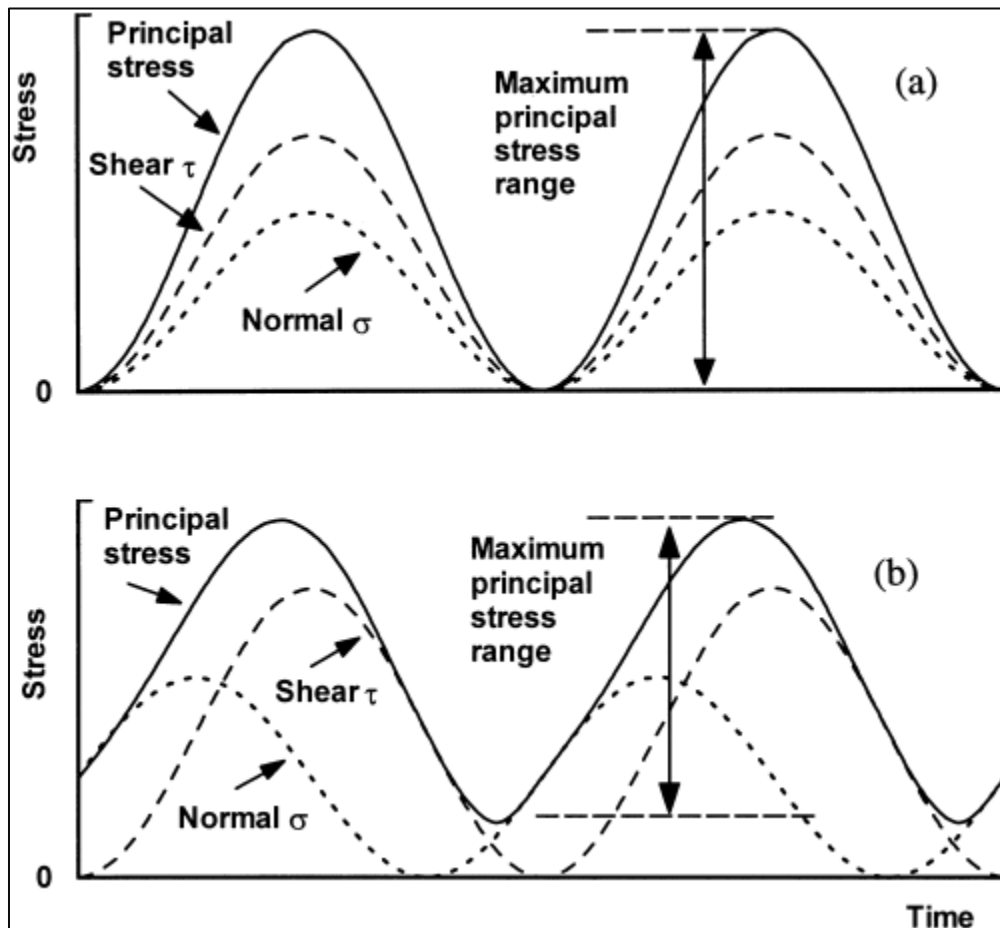 Principal
stress
Shear τ
Normal σ
Maximum
principal
stress
range
(a)
Stress
0
Principal
stress
Shear τ
Normal σ
Maximum
principal
stress
range
(b)
Stress
0
Time